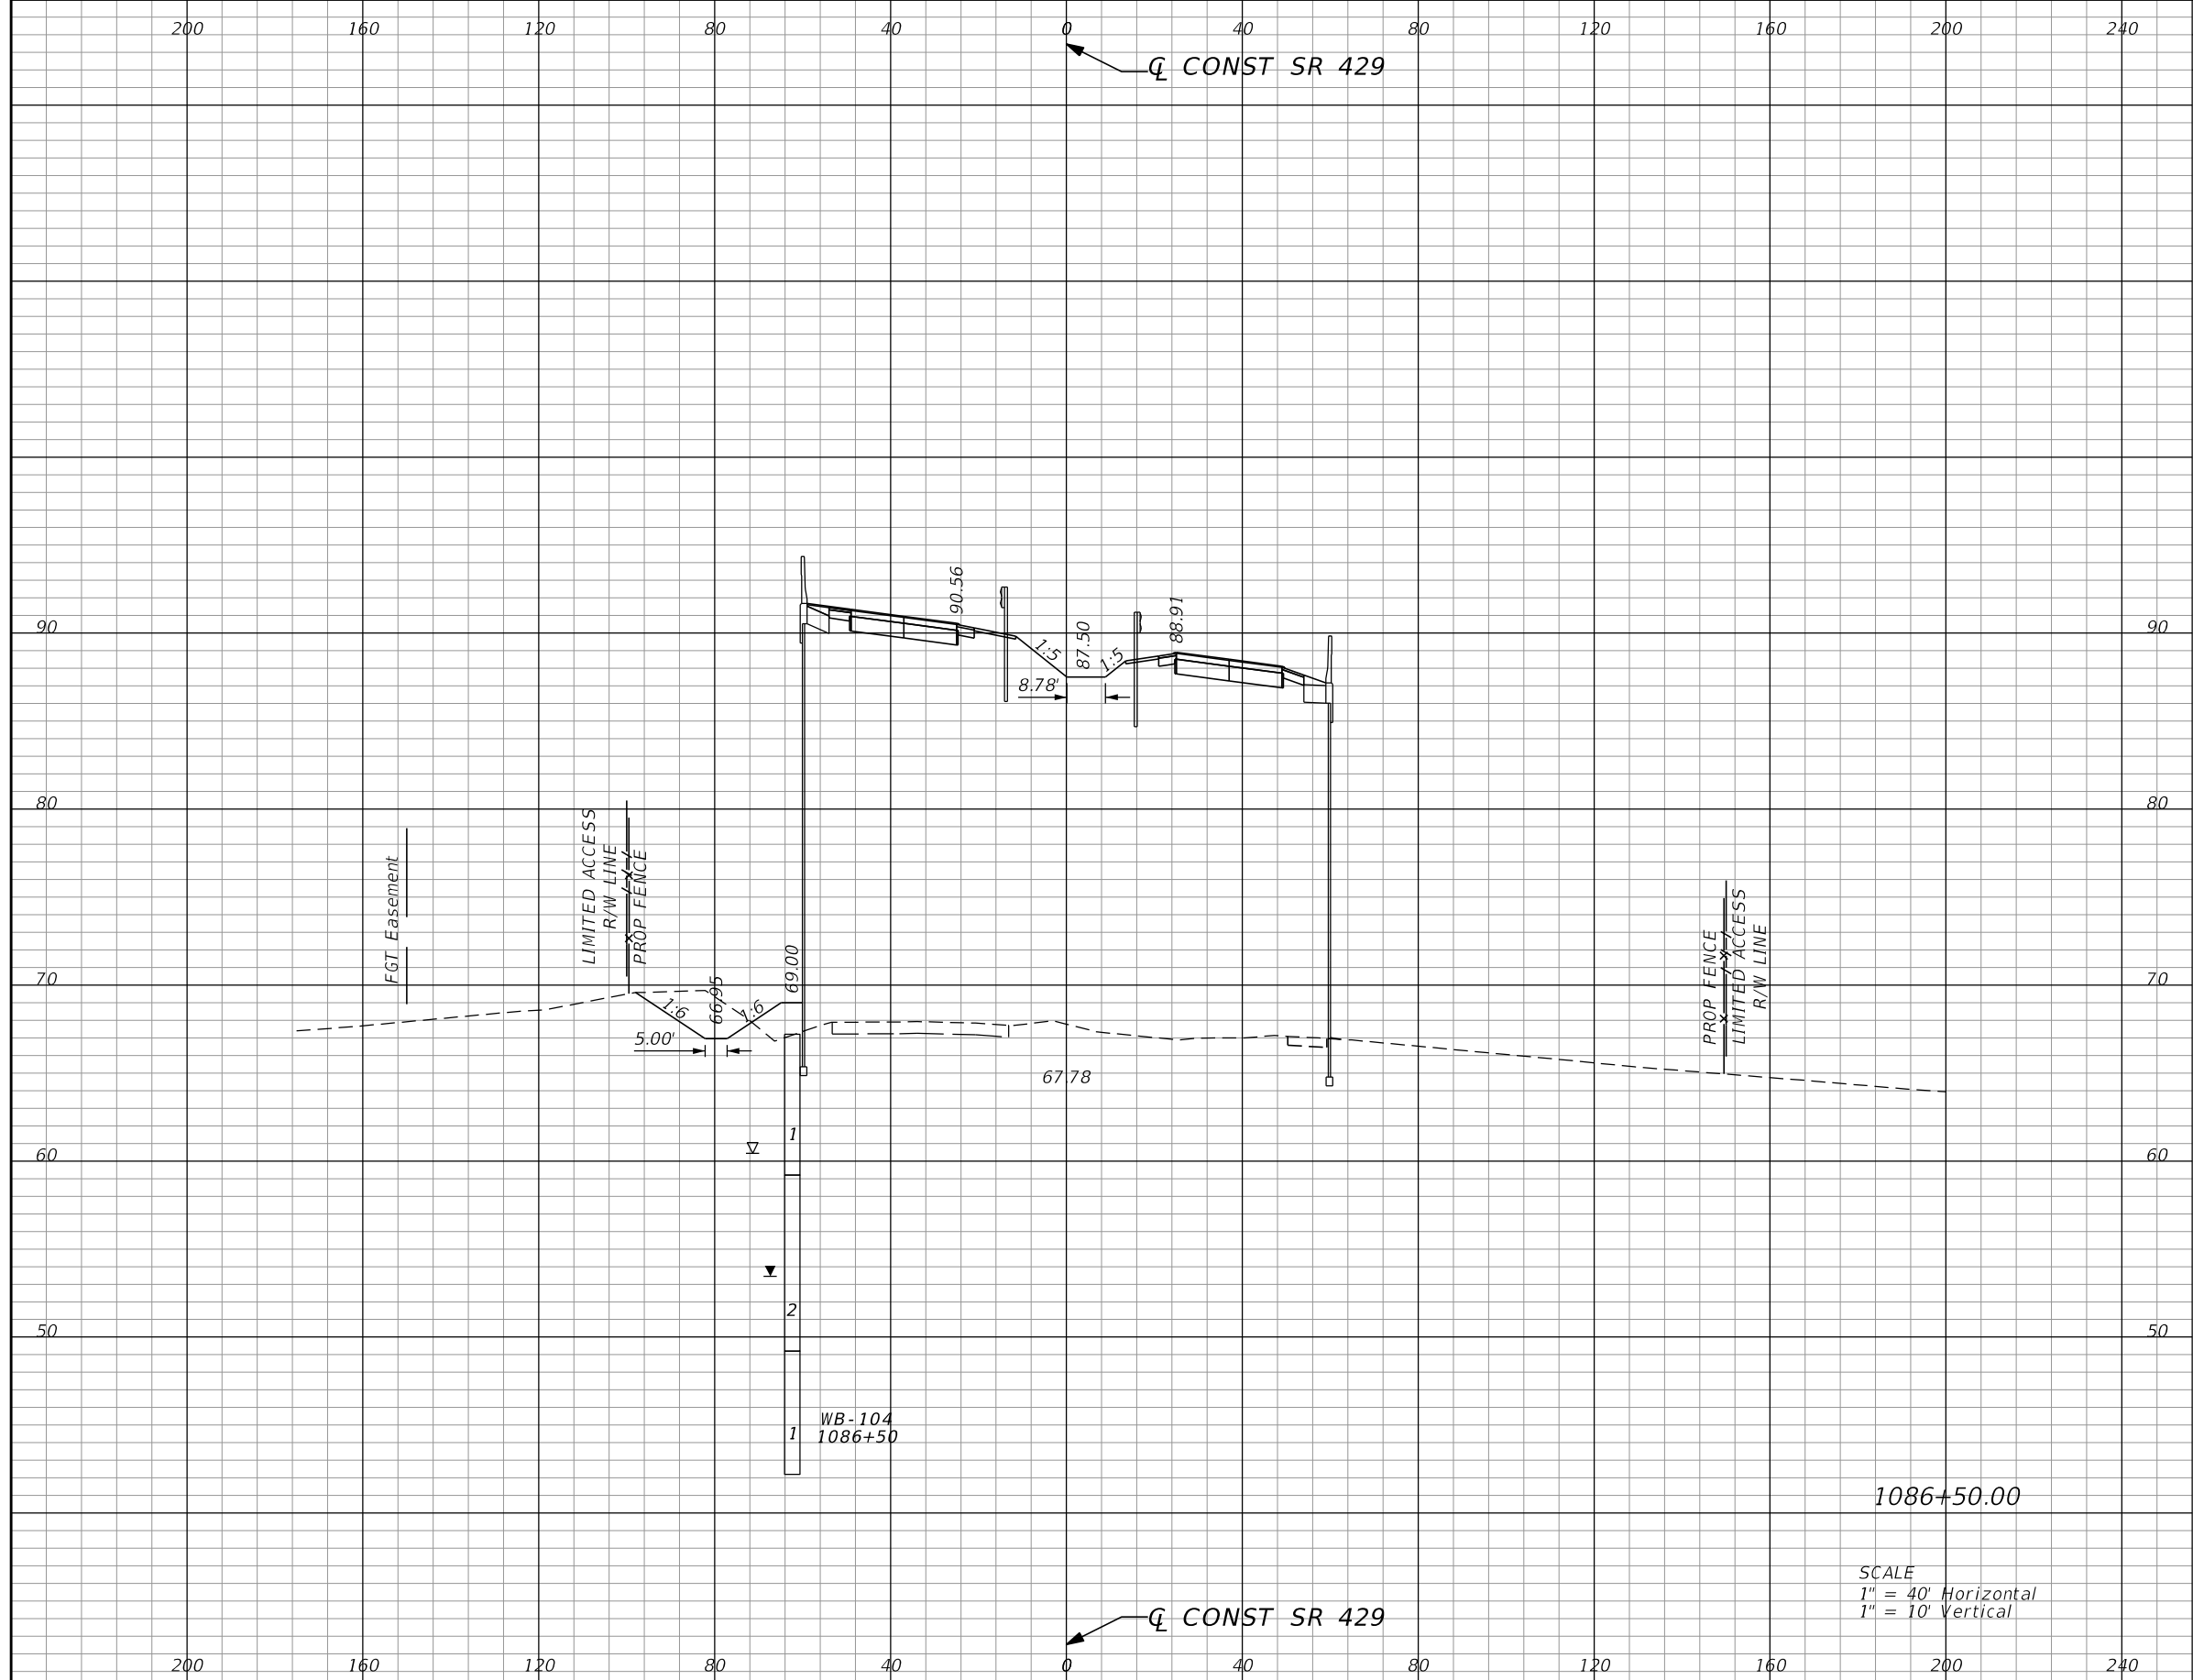 200 160 120 80 40 0 40 80 120 160 200 240
℄ CONST SR 429
90.56
88.91
87.50
90 90
1:5 1:5
8.78'
80 80
FGT Easement
LIMITED ACCESS
R/W LINE
PROP FENCE
PROP FENCE
LIMITED ACCESS
R/W LINE
69.00
66.95
70 70
1:6 1:6
5.00'
67.78
1
60 60
2
50 50
1
WB-104
1086+50
1086+50.00
SCALE
1" = 40' Horizontal
1" = 10' Vertical
℄ CONST SR 429
200 160 120 80 40 0 40 80 120 160 200 240